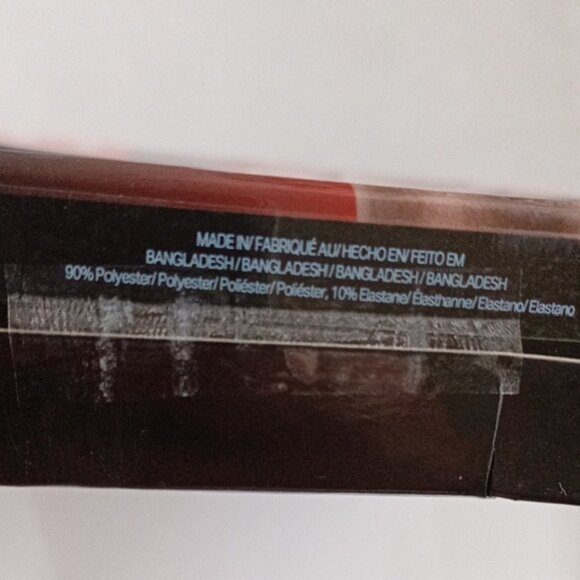 MADE IN/ FABRIQUÉ AU/ HECHO EN/ FEITO EM
BANGLADESH / BANGLADESH / BANGLADESH / BANGLADESH
90% Polyester/ Polyester/ Poliéster/ Poliéster, 10% Elastane/ Élasthanne/ Elastano/ Elastano